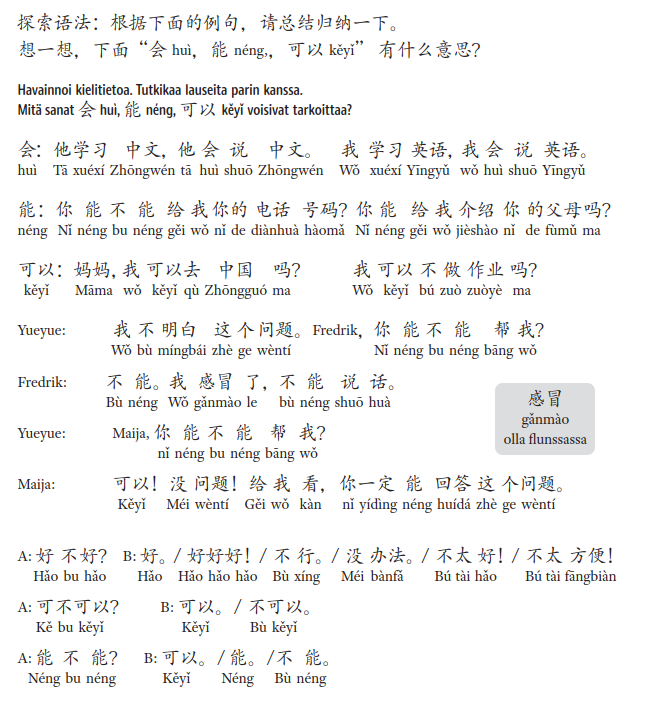 探索语法：根据下面的例句，请总结归纳一下。
想一想，下面“会 huì，能 néng,，可以 kěyǐ” 有什么意思？
Havainnoi kielitietoa. Tutkikaa lauseita parin kanssa.
Mitä sanat 会 huì, 能 néng, 可以 kěyǐ voisivat tarkoittaa?
会：他学习 中文，他 会 说 中文。 我 学习 英语，我 会 说 英语。
huì Tā xuéxí Zhōngwén tā huì shuō Zhōngwén Wǒ xuéxí Yīngyǔ wǒ huì shuō Yīngyǔ
能：你 能 不 能 给 我 你的 电话 号码？你 能 给 我 介绍 你 的 父母 吗？
néng Nǐ néng bu néng gěi wǒ nǐ de diànhuà hàomǎ Nǐ néng gěi wǒ jièshào nǐ de fùmǔ ma
可以：妈妈，我 可以去 中国 吗？ 我 可以 不 做 作业 吗？
kěyǐ Māma wǒ kěyǐ qù Zhōngguó ma Wǒ kěyǐ bú zuò zuòyè ma
Yueyue: 我 不 明白 这 个 问题。Fredrik，你 能 不 能 帮 我？
Wǒ bù míngbái zhè ge wèntí Nǐ néng bu néng bāng wǒ
Fredrik: 不 能。我 感冒 了，不 能 说 话。
Bù néng Wǒ gǎnmào le bù néng shuō huà
感冒
gǎnmào
olla flunssassa
Yueyue: Maija, 你 能 不 能 帮 我？
nǐ néng bu néng bāng wǒ
Maija: 可以！没 问题！给 我 看，你一定 能 回答 这 个 问题。
Kěyǐ Méi wèntí Gěi wǒ kàn nǐ yídìng néng huídá zhè ge wèntí
A: 好 不 好？ B: 好。/ 好好好！/ 不 行。/ 没 办法。/ 不太 好！/ 不太 方便！
Hǎo bu hǎo Hǎo Hǎo hǎo hǎo Bù xíng Méi bànfǎ Bú tài hǎo Bú tài fāngbiàn
A: 可不可以？ B: 可以。/ 不可以。
Kě bu kěyǐ Kěyǐ Bù kěyǐ
A: 能 不 能？ B: 可以。/ 能。/不 能。
Néng bu néng Kěyǐ Néng Bù néng